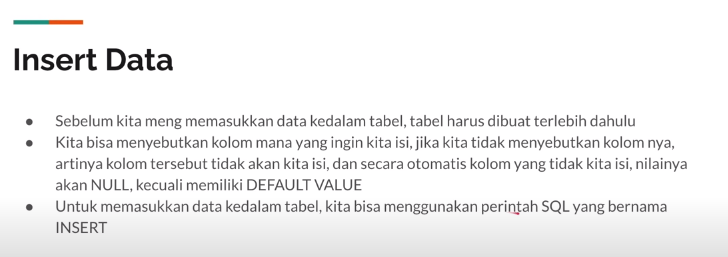 Insert Data
● Sebelum kita meng memasukkan data kedalam tabel, tabel harus dibuat terlebih dahulu
● Kita bisa menyebutkan kolom mana yang ingin kita isi, jika kita tidak menyebutkan kolom nya,
artinya kolom tersebut tidak akan kita isi, dan secara otomatis kolom yang tidak kita isi, nilainya
akan NULL, kecuali memiliki DEFAULT VALUE
● Untuk memasukkan data kedalam tabel, kita bisa menggunakan perintah SQL yang bernama
INSERT